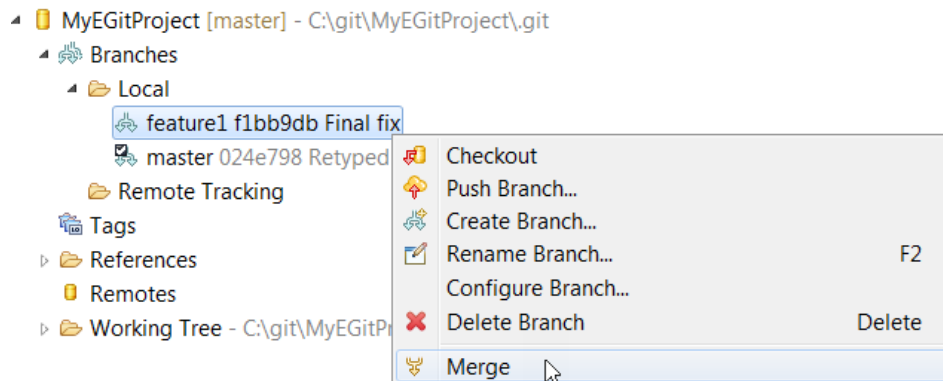 MyEGitProject [master] - C:\git\MyEGitProject\.git
Branches
Local
feature1 f1bb9db Final fix
master 024e798 Retyped
Remote Tracking
Tags
References
Remotes
Working Tree - C:\git\MyEGitPr
Checkout
Push Branch...
Create Branch...
Rename Branch... F2
Configure Branch...
Delete Branch Delete
Merge